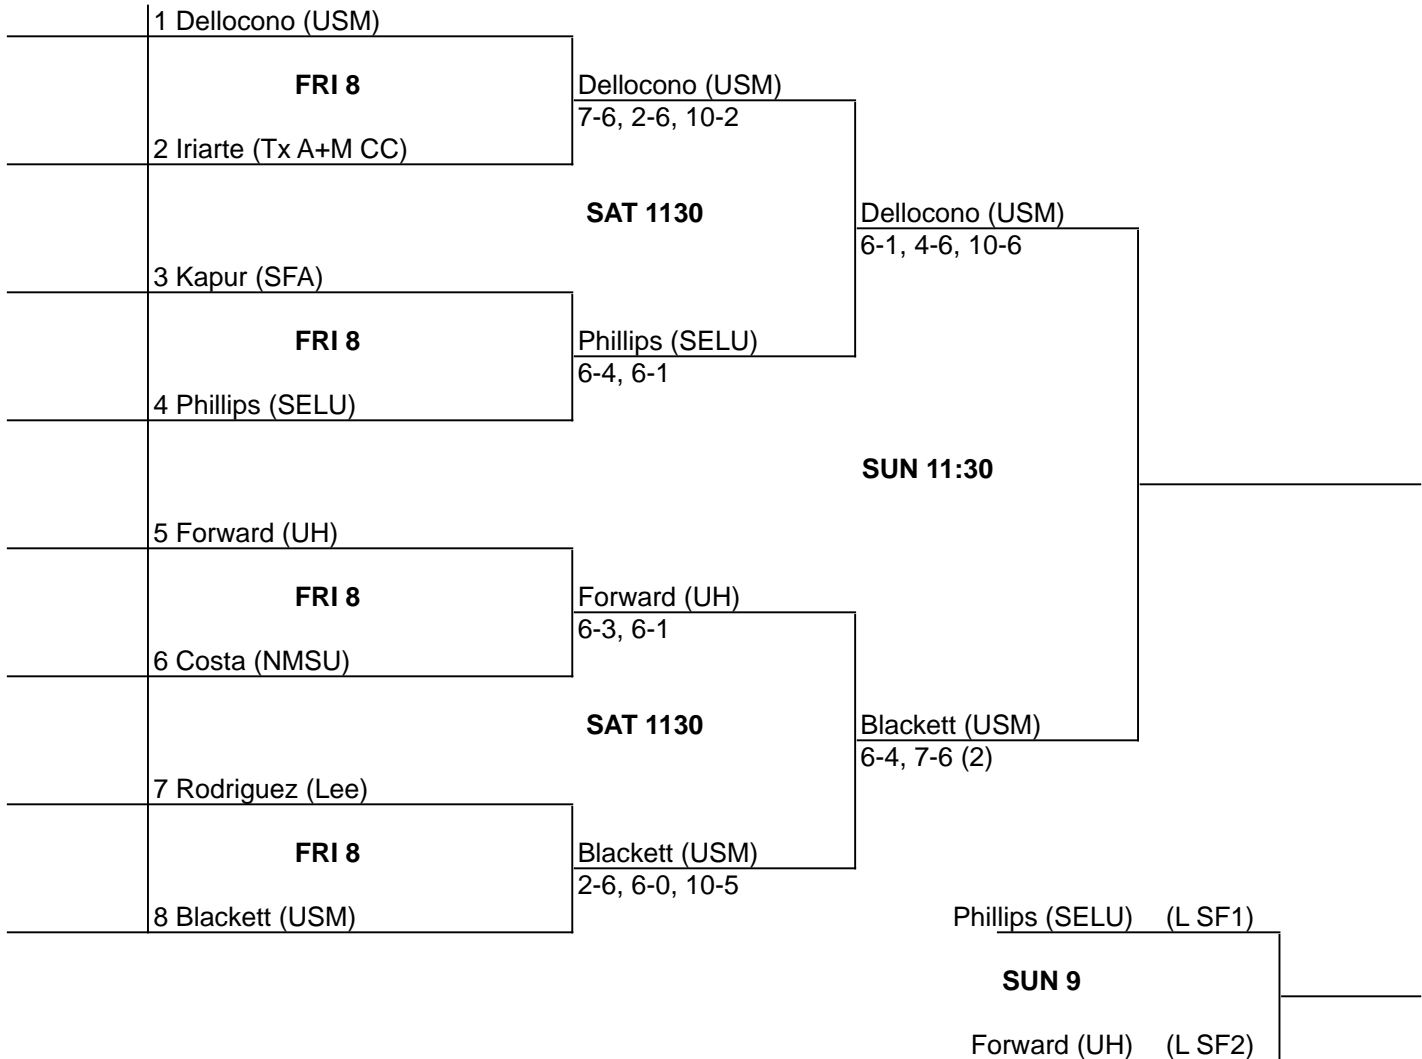 1 Dellocono (USM)
FRI 8
Dellocono (USM)
7-6, 2-6, 10-2
2 Iriarte (Tx A+M CC)
SAT 1130
Dellocono (USM)
6-1, 4-6, 10-6
3 Kapur (SFA)
FRI 8
Phillips (SELU)
6-4, 6-1
4 Phillips (SELU)
SUN 11:30
5 Forward (UH)
FRI 8
Forward (UH)
6-3, 6-1
6 Costa (NMSU)
SAT 1130
Blackett (USM)
6-4, 7-6 (2)
7 Rodriguez (Lee)
FRI 8
Blackett (USM)
2-6, 6-0, 10-5
8 Blackett (USM)
Phillips (SELU) (L SF1)
SUN 9
Forward (UH) (L SF2)